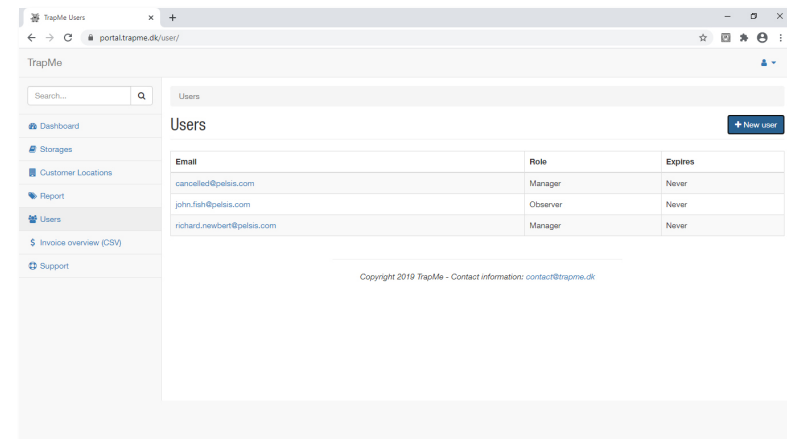 TrapMe Users
portal.trapme.dk/user/
TrapMe
Search...
Users
Dashboard
Users
+ New user
Storages
Customer Locations
Report
Users
$ Invoice overview (CSV)
Support
Email Role Expires
cancelled@pelsis.com Manager Never
john.fish@pelsis.com Observer Never
richard.newbert@pelsis.com Manager Never
Copyright 2019 TrapMe - Contact information: contact@trapme.dk